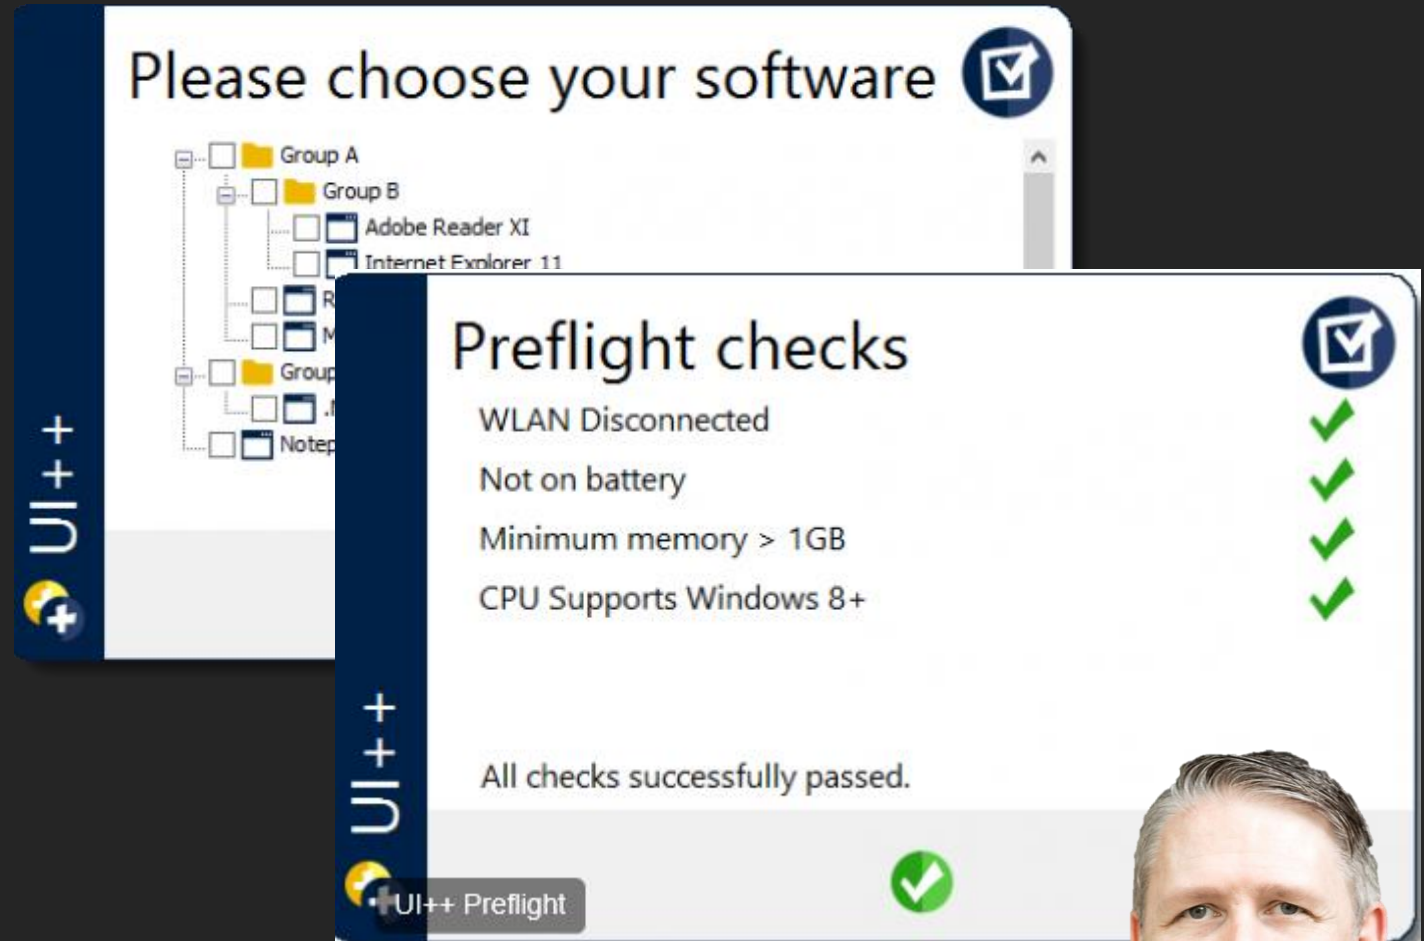 Please choose your software
Group A
Group B
Adobe Reader XI
Internet Explorer 11
Group
UI++
Preflight checks
WLAN Disconnected
Not on battery
Minimum memory > 1GB
CPU Supports Windows 8+
All checks successfully passed.
UI++
UI++ Preflight